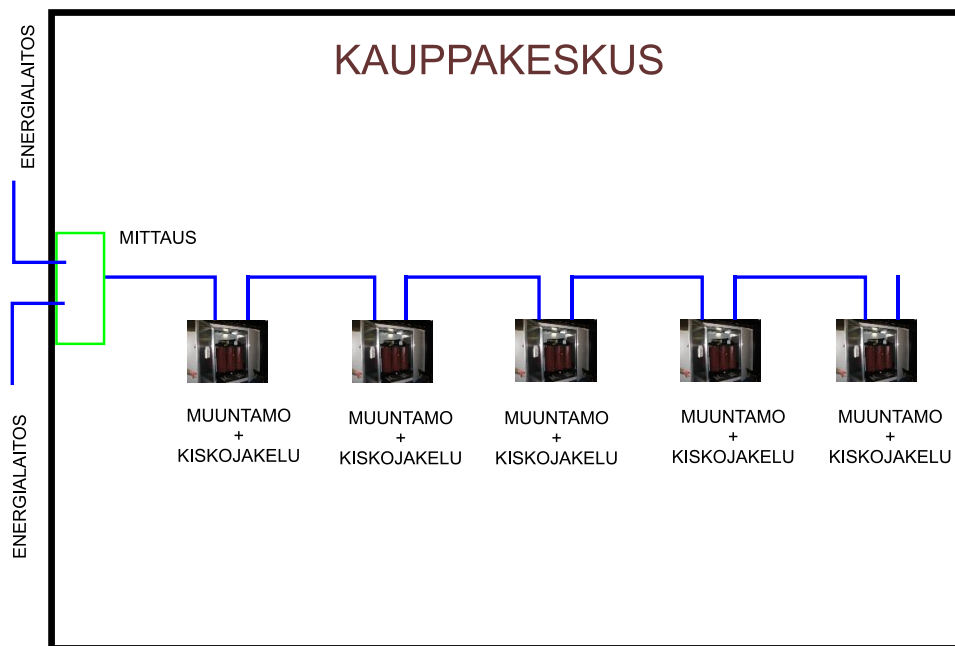 KAUPPAKESKUS
ENERGIALAITOS
MITTAUS
ENERGIALAITOS
MUUNTAMO
+
KISKOJAKELU
MUUNTAMO
+
KISKOJAKELU
MUUNTAMO
+
KISKOJAKELU
MUUNTAMO
+
KISKOJAKELU
MUUNTAMO
+
KISKOJAKELU